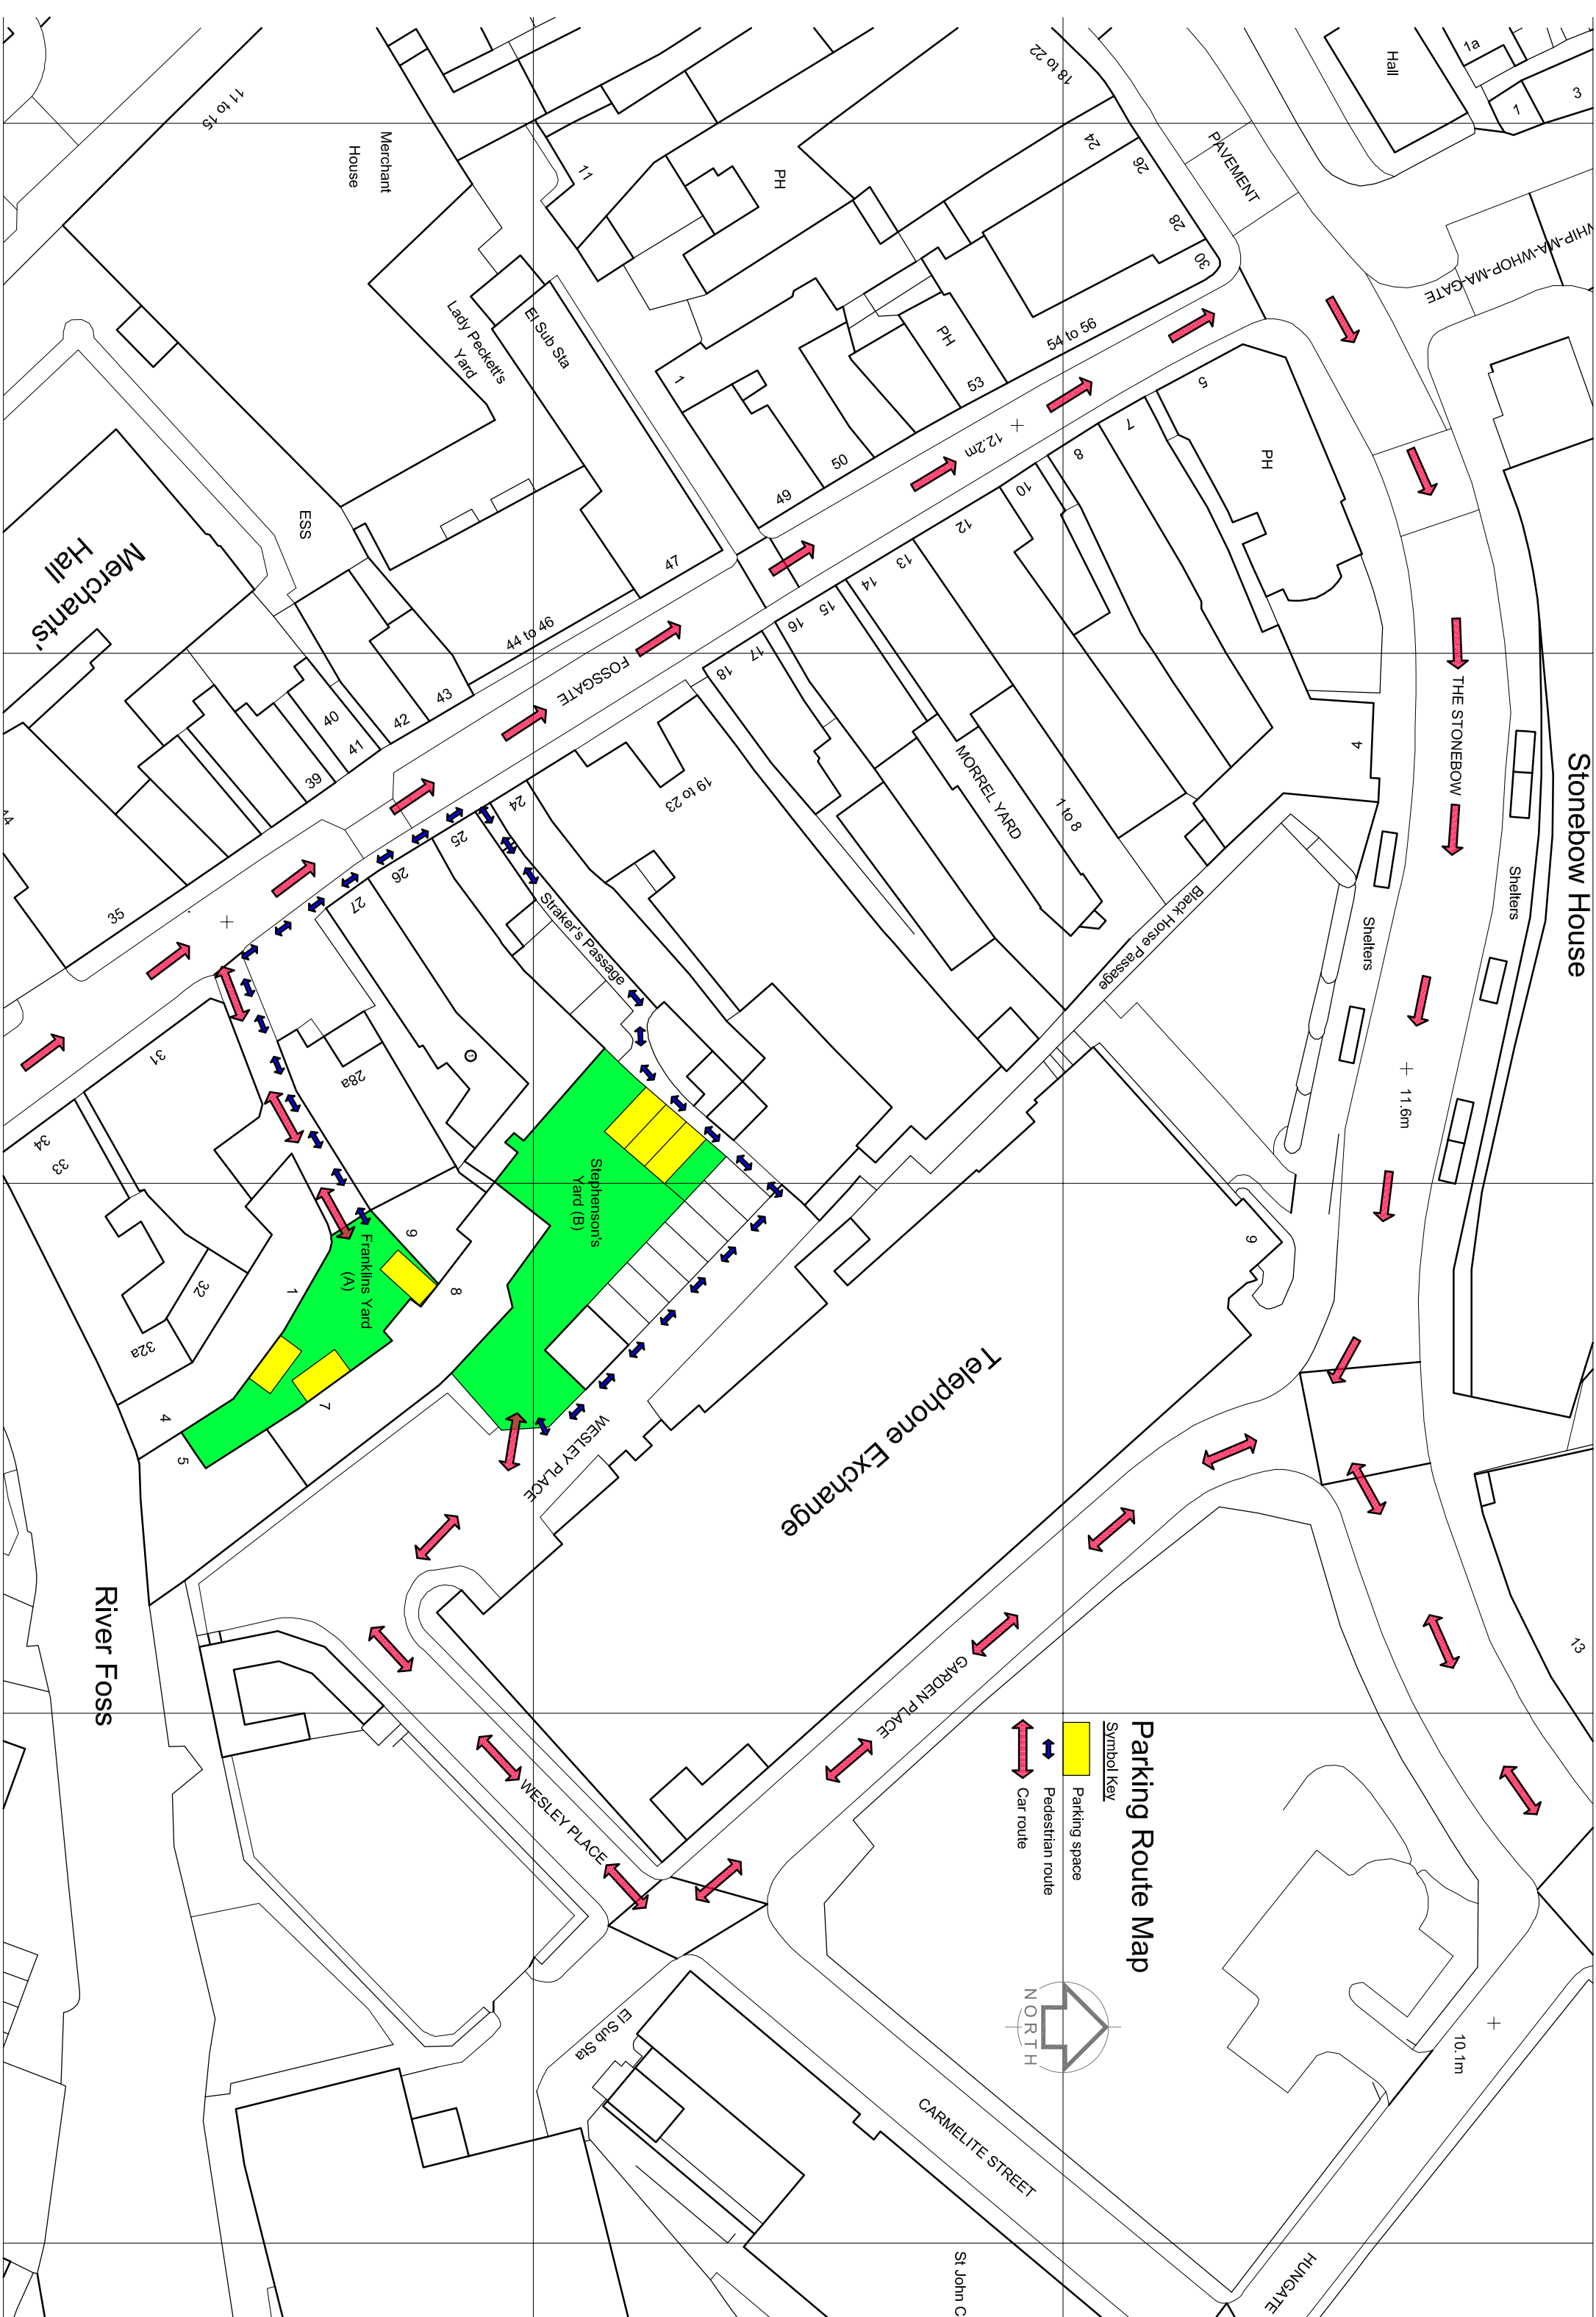 Parking Route Map
Symbol Key
Parking space
Pedestrian route
Car route
NORTH
Stonebow House
Shelters
THE STONEBOW
Shelters
11.6m
13
10.1m
HUNGATE
CARMELITE STREET
St John C
El Sub Sta
GARDEN PLACE
WESLEY PLACE
WESLEY PLACE
Telephone Exchange
9
Black Horse Passage
4
1 to 8
MORREL YARD
Hall
1a
1
3
PAVEMENT
WHIP-MA-WHOP-MA-GATE
18 to 22
24
26
28
30
PH
11
54 to 56
PH
53
50
49
1
12.2m
5
PH
7
8
10
12
13
14
15
16
17
18
19 to 23
24
25
26
27
28a
FOSSGATE
47
44 to 46
43
42
41
40
39
35
El Sub Sta
Lady Peckett's
Yard
Merchant
House
11 to 15
ESS
Merchants'
Hall
Straker's Passage
Stephenson's
Yard (B)
Franklins Yard
(A)
9
8
7
1
4
5
31
32
32a
33
34
River Foss